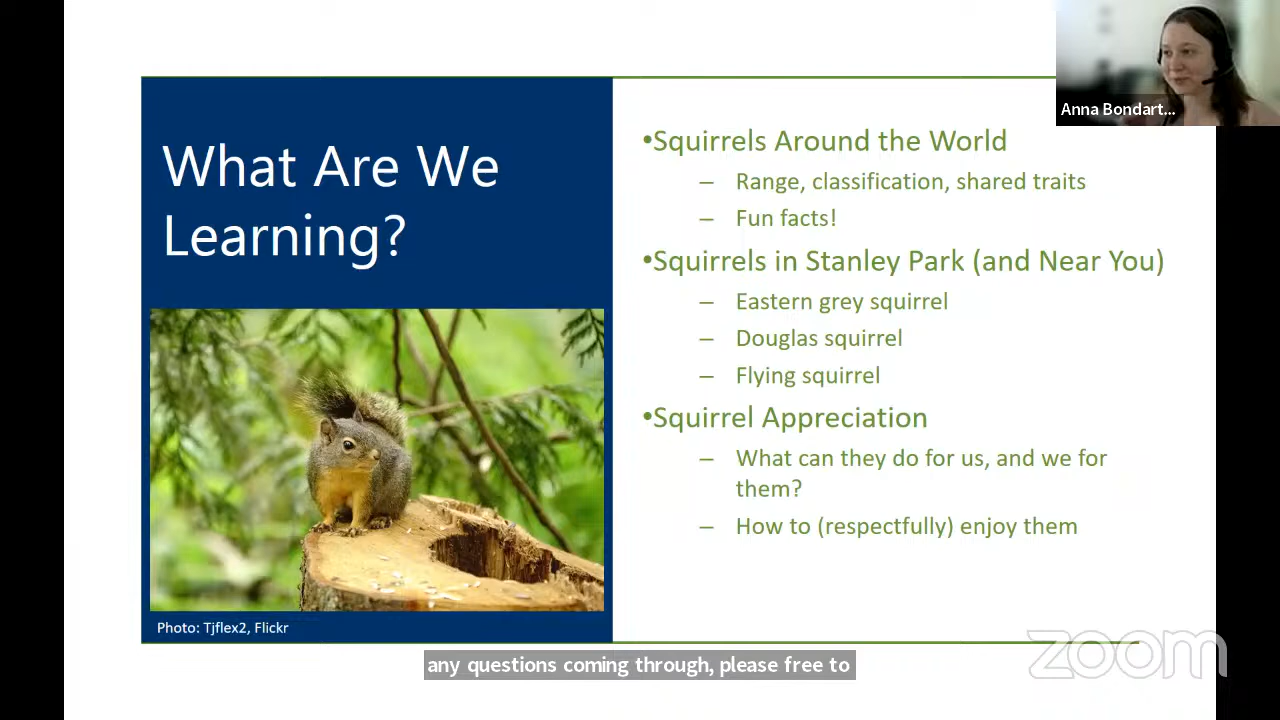 Anna Bondart...
What Are We
Learning?
•Squirrels Around the World
– Range, classification, shared traits
– Fun facts!
•Squirrels in Stanley Park (and Near You)
– Eastern grey squirrel
– Douglas squirrel
– Flying squirrel
•Squirrel Appreciation
– What can they do for us, and we for
them?
– How to (respectfully) enjoy them
Photo: Tjflex2, Flickr
any questions coming through, please free to
zoom